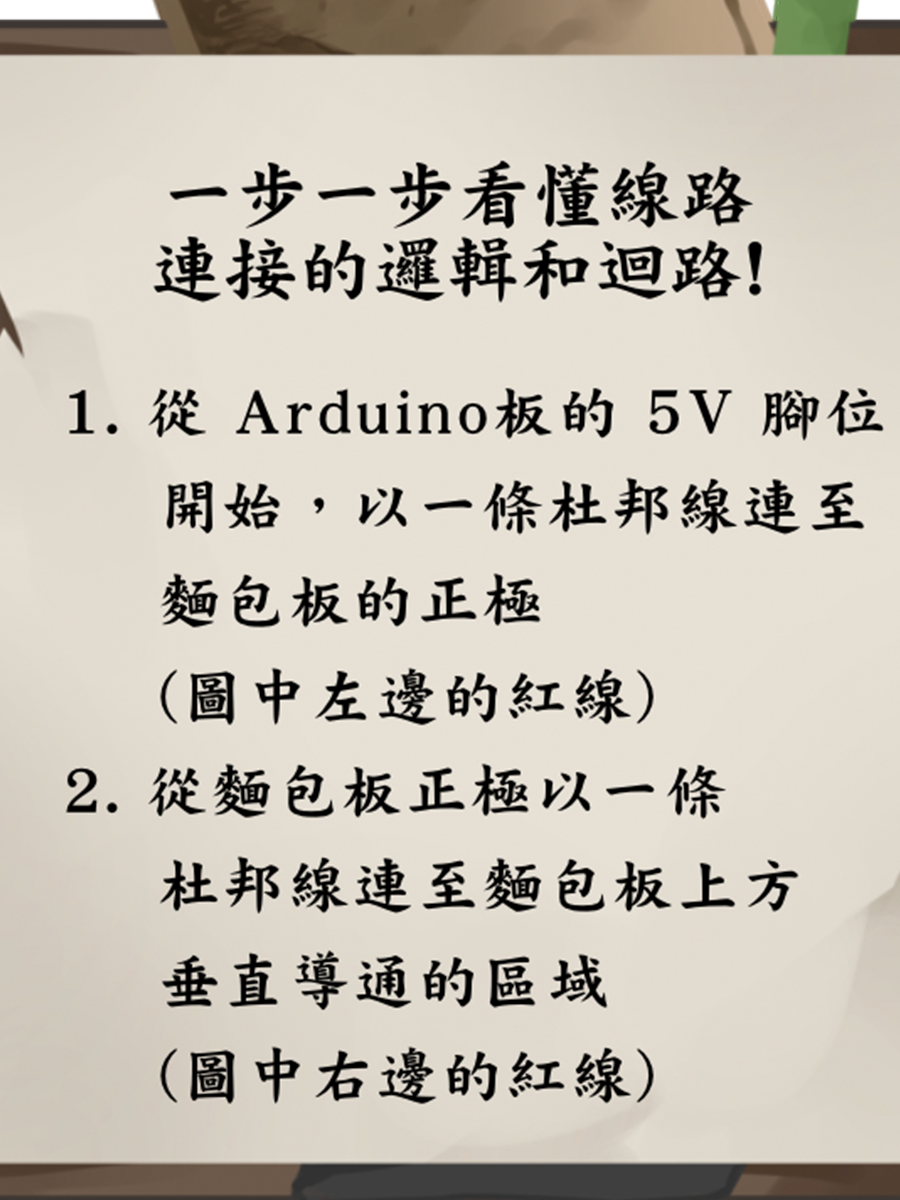 一步一步看懂線路
連接的邏輯和迴路!
1. 從 Arduino板的 5V 腳位
開始，以一條杜邦線連至
麵包板的正極
(圖中左邊的紅線)
2. 從麵包板正極以一條
杜邦線連至麵包板上方
垂直導通的區域
(圖中右邊的紅線)